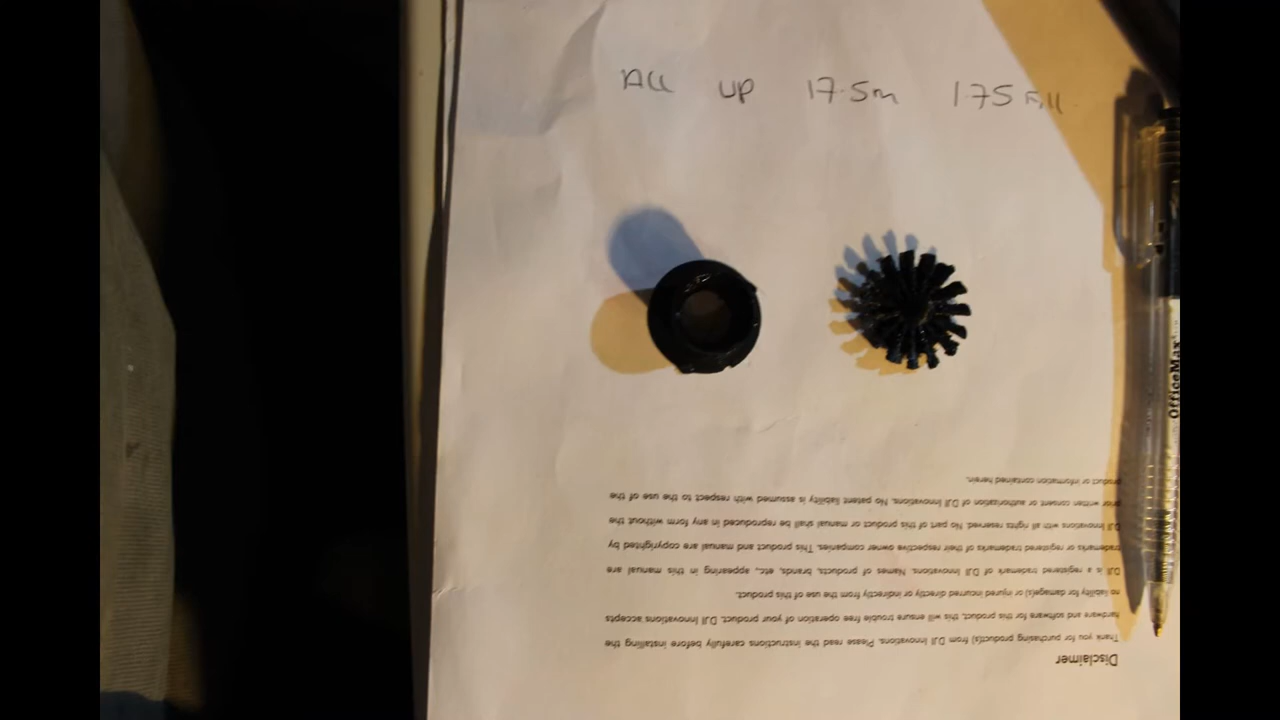 ALL UP 17.5m 1.75
OfficeMax
Disclaimer
Thank you for purchasing product(s) from DJI Innovations. Please read the instructions carefully before installing the
hardware and software for this product, this will ensure trouble free operation of your product. DJI Innovations accepts
no liability for damage(s) or injured incurred directly or indirectly from the use of this product.
DJI is a registered trademark of DJI Innovations. Names of products, brands, etc., appearing in this manual are
trademarks or registered trademarks of their respective owner companies. This product and manual are copyrighted by
DJI Innovations with all rights reserved. No part of this product or manual shall be reproduced in any form without the
prior written consent or authorisation of DJI Innovations. No patent liability is assumed with respect to the use of the
product or information contained herein.